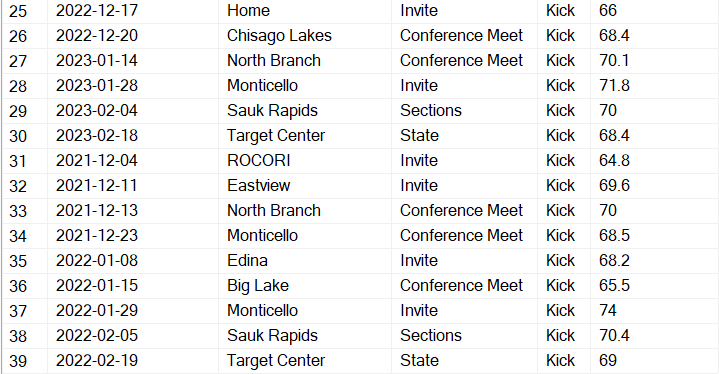 25 2022-12-17 Home Invite Kick 66
26 2022-12-20 Chisago Lakes Conference Meet Kick 68.4
27 2023-01-14 North Branch Conference Meet Kick 70.1
28 2023-01-28 Monticello Invite Kick 71.8
29 2023-02-04 Sauk Rapids Sections Kick 70
30 2023-02-18 Target Center State Kick 68.4
31 2021-12-04 ROCORI Invite Kick 64.8
32 2021-12-11 Eastview Invite Kick 69.6
33 2021-12-13 North Branch Conference Meet Kick 70
34 2021-12-23 Monticello Conference Meet Kick 68.5
35 2022-01-08 Edina Invite Kick 68.2
36 2022-01-15 Big Lake Conference Meet Kick 65.5
37 2022-01-29 Monticello Invite Kick 74
38 2022-02-05 Sauk Rapids Sections Kick 70.4
39 2022-02-19 Target Center State Kick 69